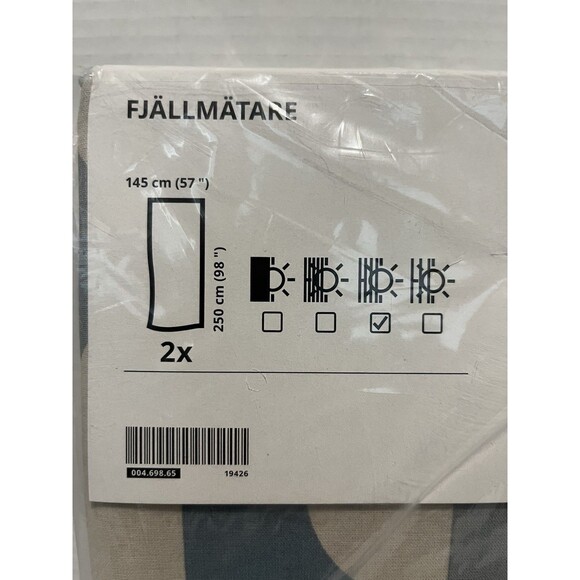 FJÄLLMÄTARE
145 cm (57 ")
250 cm (98 ")
2x
004.698.65
19426